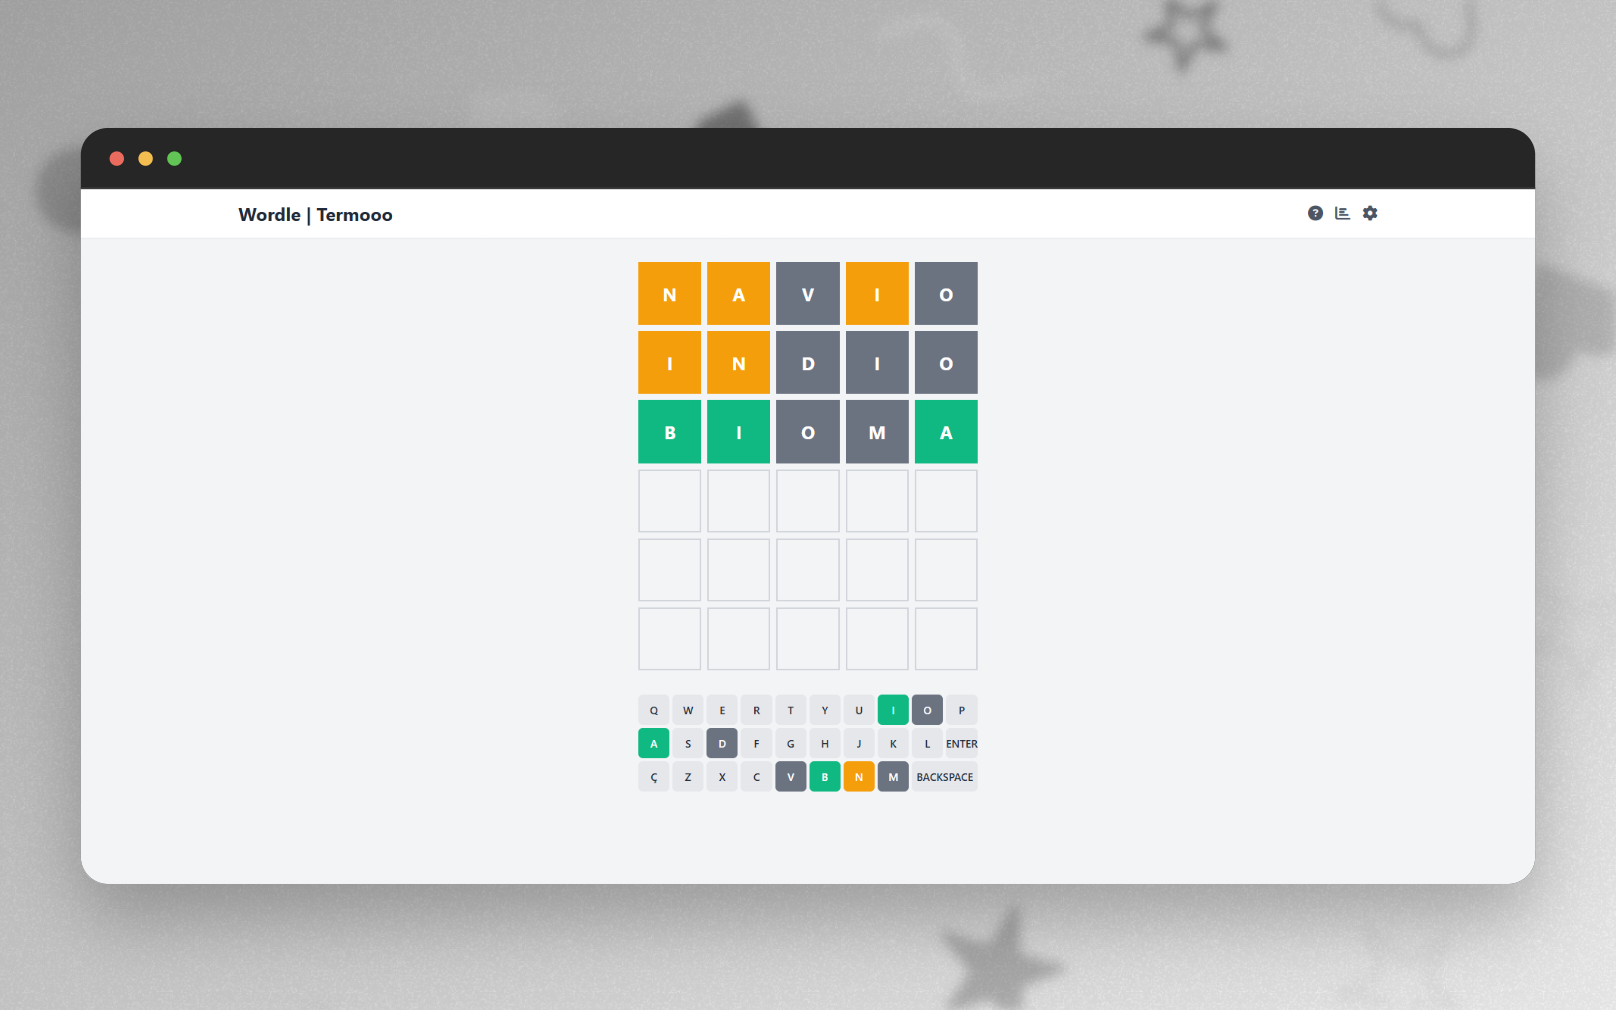 Wordle | Termooo
N A V I O
I N D I O
B I O M A
Q W E R T Y U I O P
A S D F G H J K L ENTER
Ç Z X C V B N M BACKSPACE